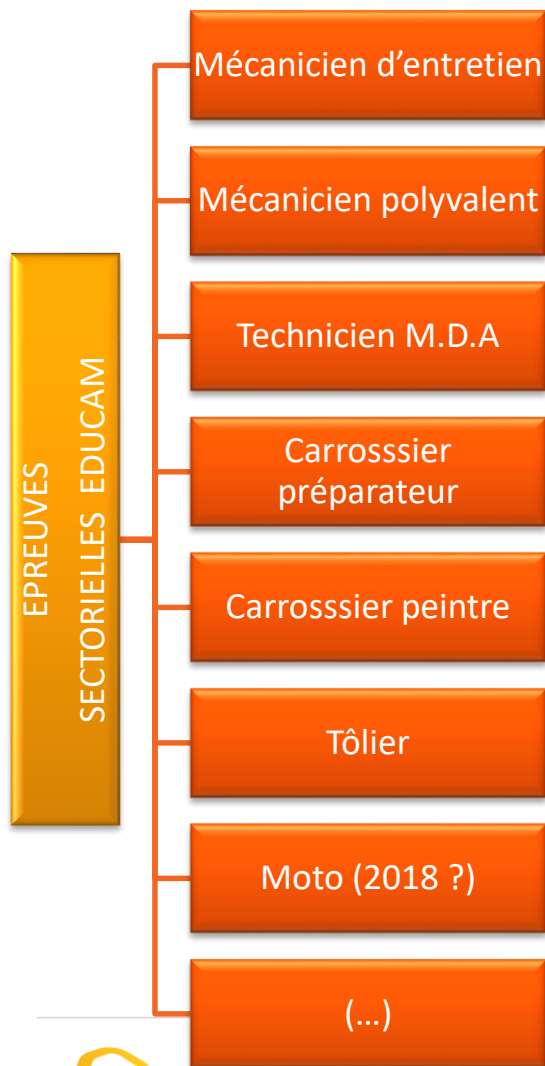 EPREUVES
SECTORIELLES EDUCAM
Mécanicien d’entretien
Mécanicien polyvalent
Technicien M.D.A
Carrosssier
préparateur
Carrosssier peintre
Tôlier
Moto (2018 ?)
(…)